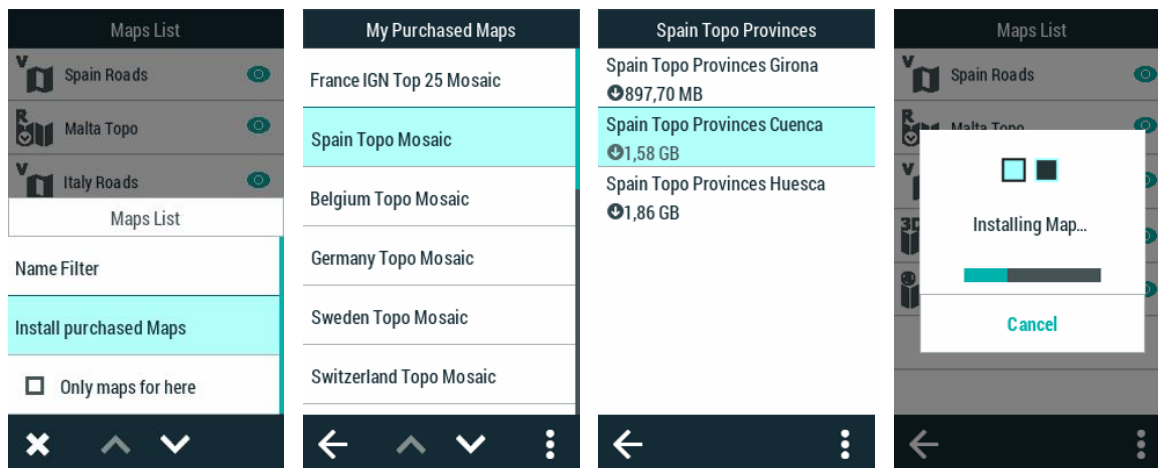 Maps List
V
Spain Roads
R
Malta Topo
V
Italy Roads
Maps List
Name Filter
Install purchased Maps
Only maps for here
My Purchased Maps
France IGN Top 25 Mosaic
Spain Topo Mosaic
Belgium Topo Mosaic
Germany Topo Mosaic
Sweden Topo Mosaic
Switzerland Topo Mosaic
Spain Topo Provinces
Spain Topo Provinces Girona
897,70 MB
Spain Topo Provinces Cuenca
1,58 GB
Spain Topo Provinces Huesca
1,86 GB
Maps List
V
Spain Roads
R
Malta Topo
V
3D
Installing Map...
Cancel